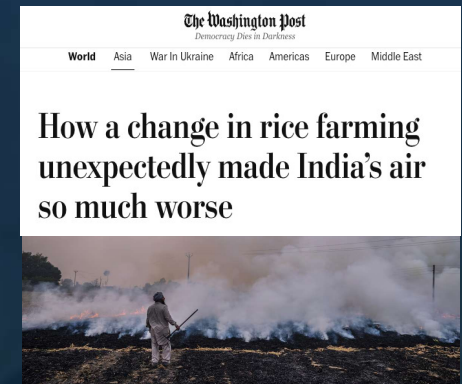 The Washington Post
Democracy Dies in Darkness
World Asia War In Ukraine Africa Americas Europe Middle East
How a change in rice farming
unexpectedly made India’s air
so much worse